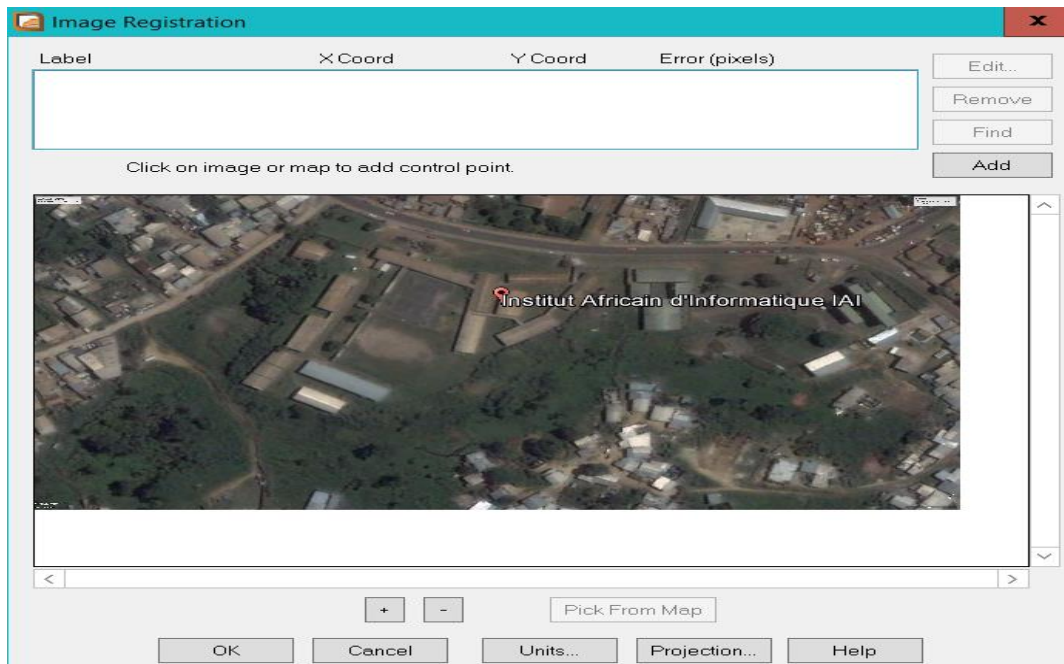 Image Registration
x
Label X Coord Y Coord Error (pixels)
Edit...
Remove
Find
Click on image or map to add control point.
Add
Institut Africain d'Informatique IAI
+ - Pick From Map
OK Cancel Units... Projection... Help